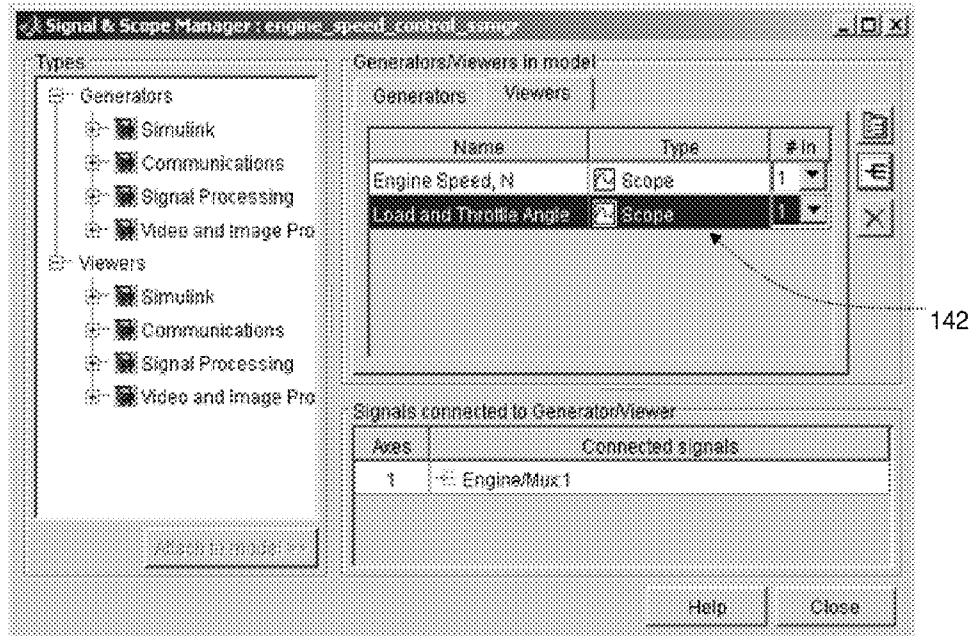 Signal & Scope Manager : engine_speed_control_ssmgr
Types
Generators
Simulink
Communications
Signal Processing
Video and Image Pro
Viewers
Simulink
Communications
Signal Processing
Video and Image Pro
Attach to model >>
Generators/Viewers in model
Generators Viewers
Name Type # In
Engine Speed, N Scope 1
Load and Throttle Angle Scope 1
142
Signals connected to Generator/Viewer
Axes Connected signals
1 Engine/Mux:1
Help Close